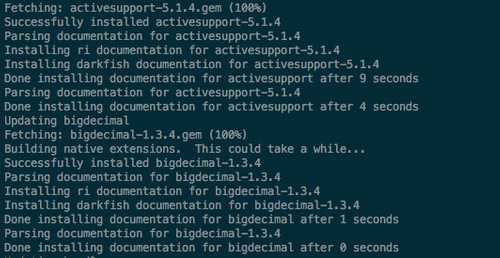 Fetching: activesupport-5.1.4.gem (100%)
Successfully installed activesupport-5.1.4
Parsing documentation for activesupport-5.1.4
Installing ri documentation for activesupport-5.1.4
Installing darkfish documentation for activesupport-5.1.4
Done installing documentation for activesupport after 9 seconds
Parsing documentation for activesupport-5.1.4
Done installing documentation for activesupport after 4 seconds
Updating bigdecimal
Fetching: bigdecimal-1.3.4.gem (100%)
Building native extensions.  This could take a while...
Successfully installed bigdecimal-1.3.4
Parsing documentation for bigdecimal-1.3.4
Installing ri documentation for bigdecimal-1.3.4
Installing darkfish documentation for bigdecimal-1.3.4
Done installing documentation for bigdecimal after 1 seconds
Parsing documentation for bigdecimal-1.3.4
Done installing documentation for bigdecimal after 0 seconds